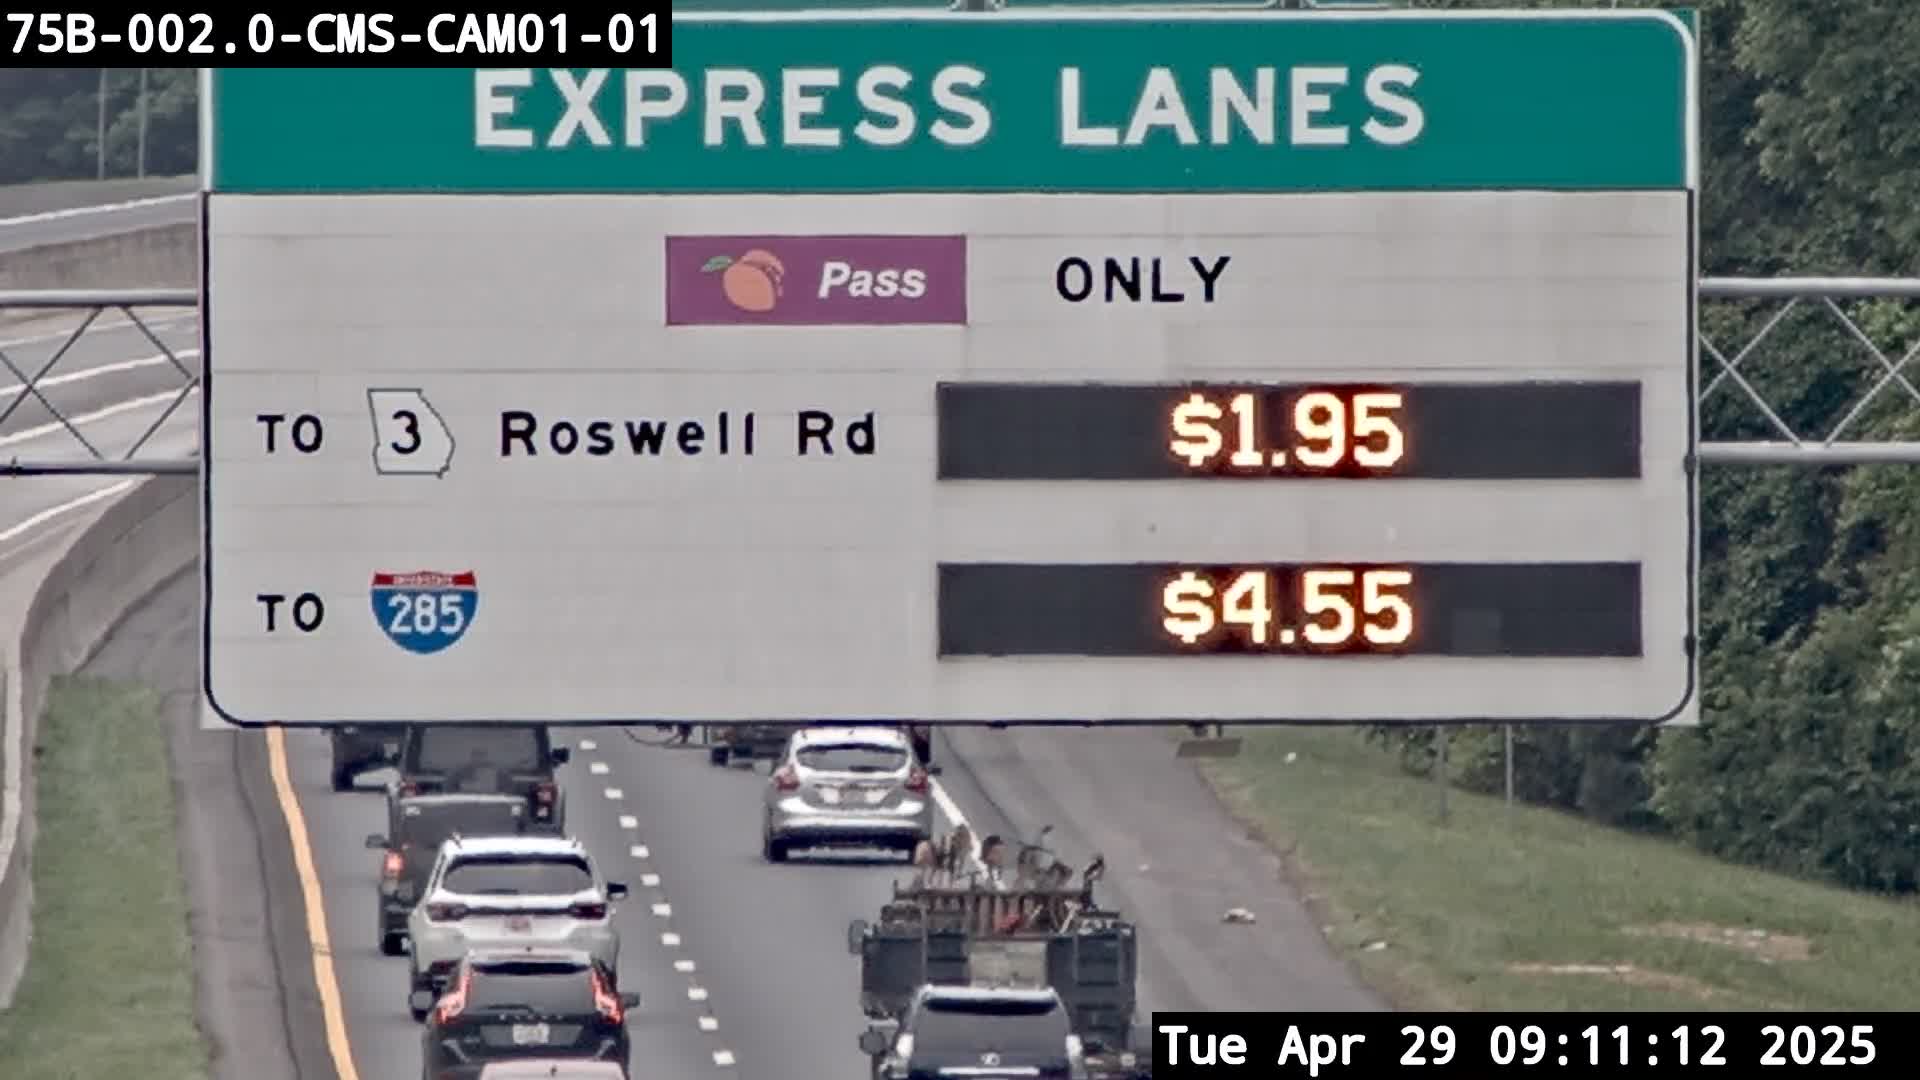 75B-002.0-CMS-CAM01-01
EXPRESS LANES
Pass ONLY
TO 3 Roswell Rd $1.95
TO INTERSTATE 285 $4.55
Tue Apr 29 09:11:12 2025